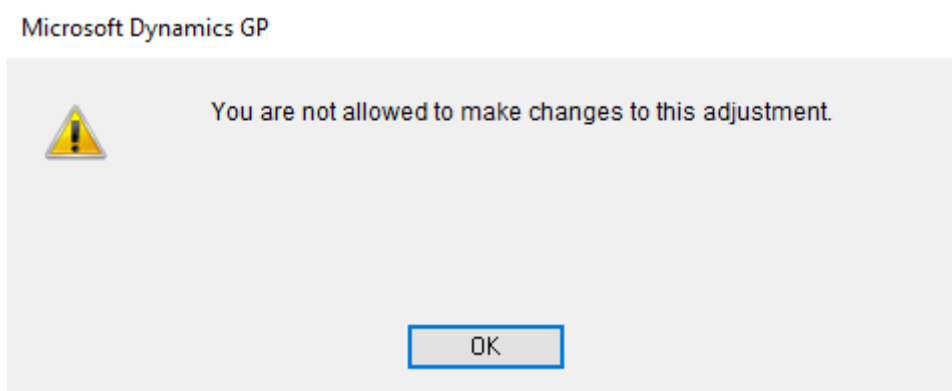 Microsoft Dynamics GP
You are not allowed to make changes to this adjustment.
OK